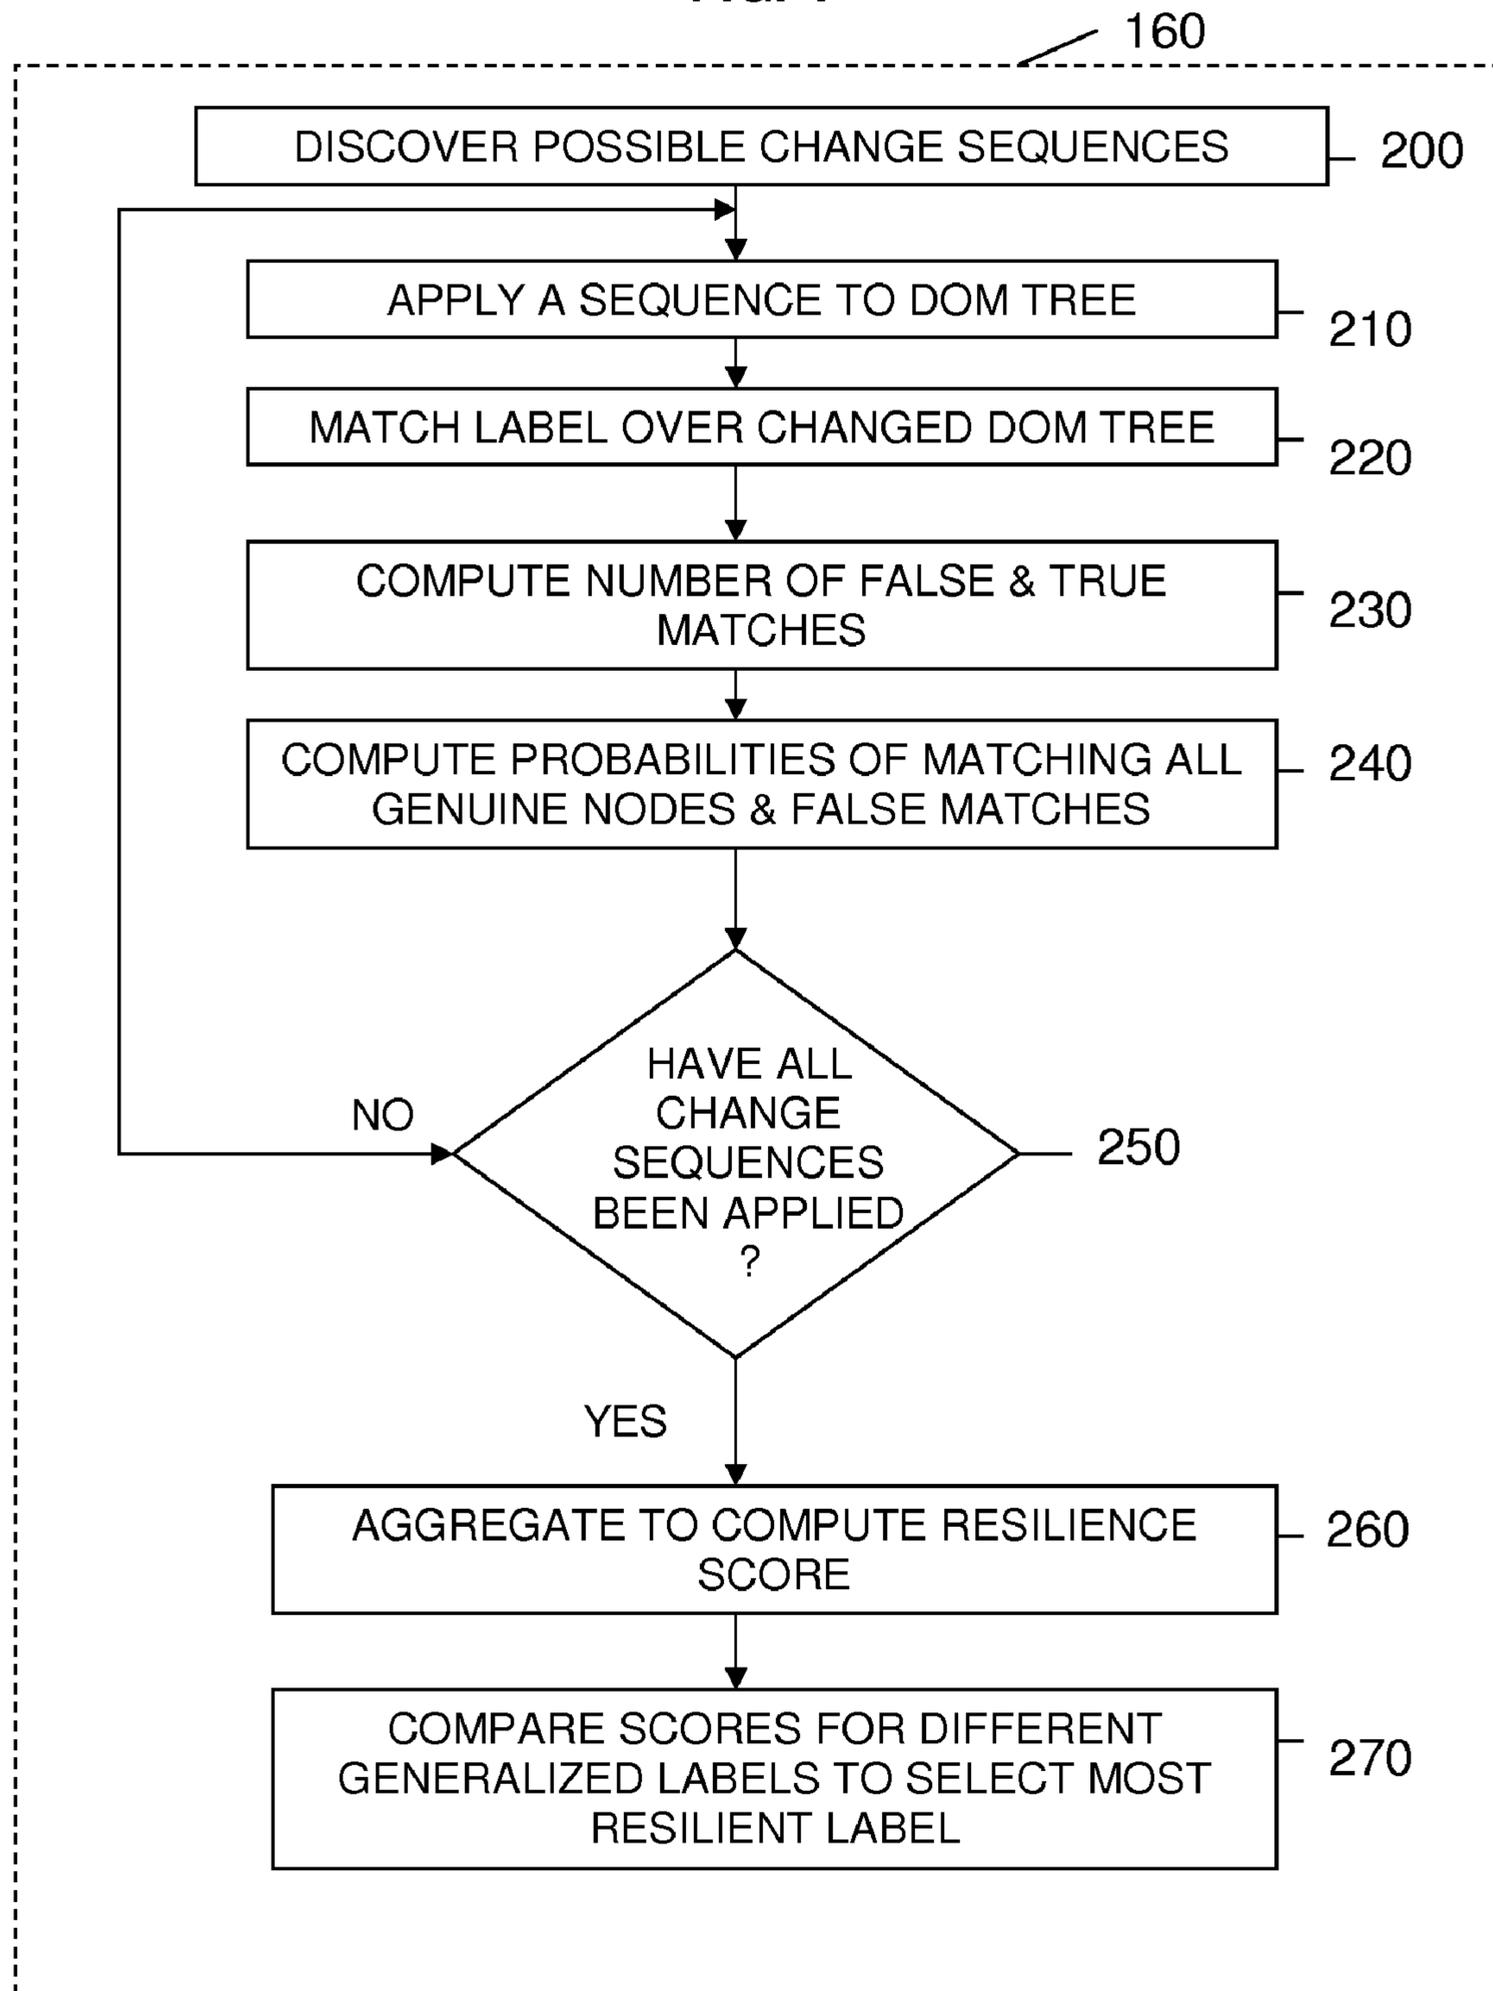 160
DISCOVER POSSIBLE CHANGE SEQUENCES
200
APPLY A SEQUENCE TO DOM TREE
210
MATCH LABEL OVER CHANGED DOM TREE
220
COMPUTE NUMBER OF FALSE & TRUE
MATCHES
230
COMPUTE PROBABILITIES OF MATCHING ALL
GENUINE NODES & FALSE MATCHES
240
HAVE ALL
CHANGE
SEQUENCES
BEEN APPLIED
?
NO
250
YES
AGGREGATE TO COMPUTE RESILIENCE
SCORE
260
COMPARE SCORES FOR DIFFERENT
GENERALIZED LABELS TO SELECT MOST
RESILIENT LABEL
270